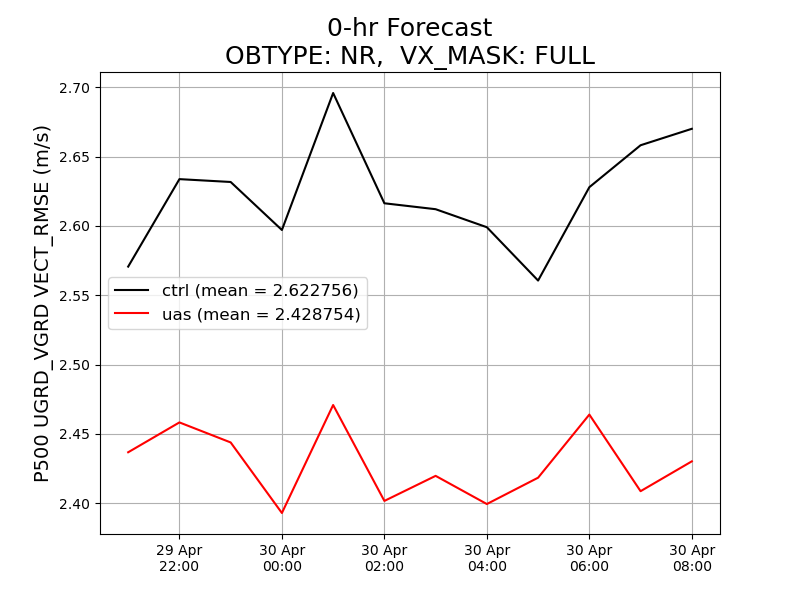 0-hr Forecast
OBTYPE: NR,  VX_MASK: FULL
P500 UGRD_VGRD VECT_RMSE (m/s)
2.70
2.65
2.60
2.55
2.50
2.45
2.40
ctrl (mean = 2.622756)
uas (mean = 2.428754)
29 Apr
22:00
30 Apr
00:00
30 Apr
02:00
30 Apr
04:00
30 Apr
06:00
30 Apr
08:00